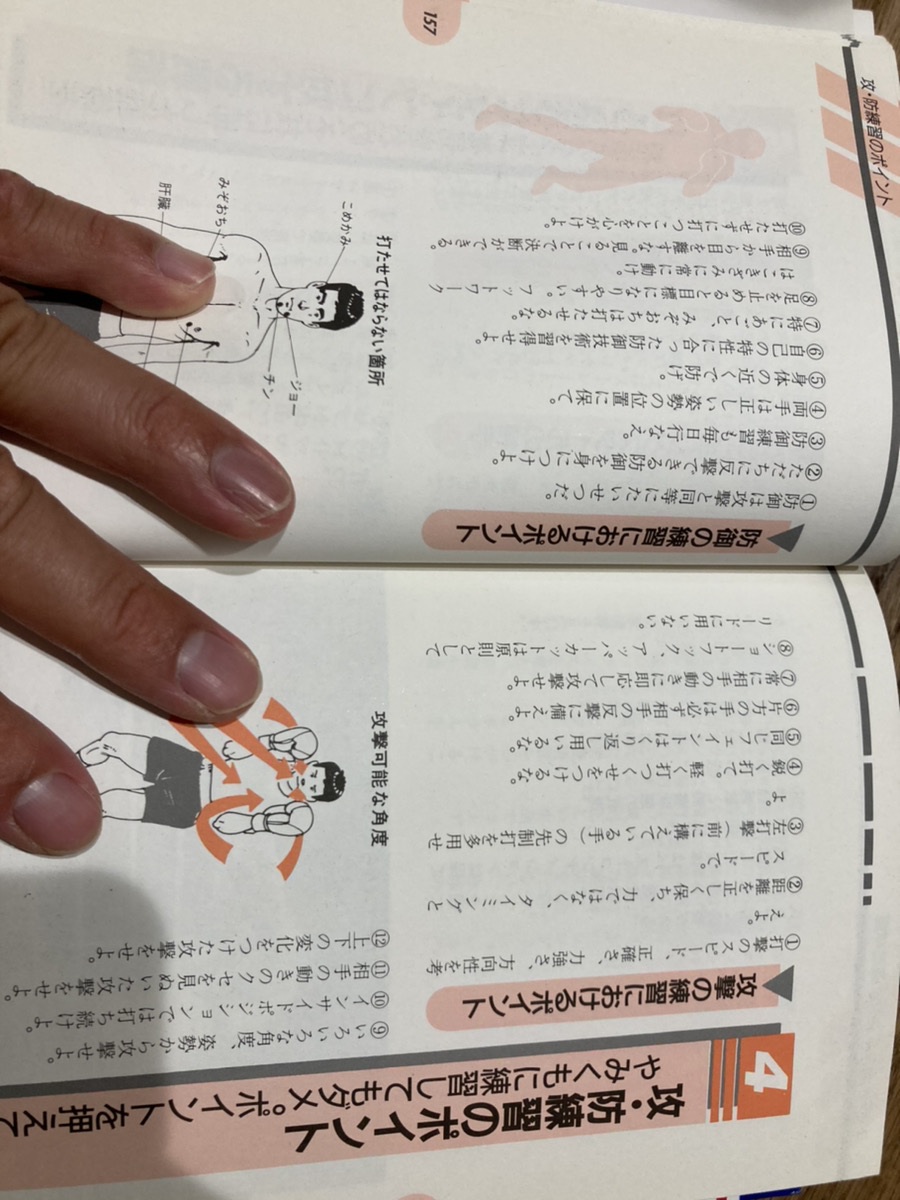 4
攻・防練習のポイント
やみくもに練習してもダメ。ポイントを押えて
攻撃の練習におけるポイント
①打撃のスピード、正確さ、力強さ、方向性を考
えよ。
②距離を正しく保ち、力ではなく、タイミングと
スピードで。
③左打撃（前に構えている手）の先制打を多用せ
よ。
④鋭く打て。軽く打つくせをつけるな。
⑤同じフェイントはくり返し用いるな。
⑥片方の手は必ず相手の反撃に備えよ。
⑦常に相手の動きに即応して攻撃せよ。
⑧ショートフック、アッパーカットは原則として
リードに用いない。
⑨いろいろな角度、姿勢から攻撃せよ。
⑩インサイドポジションでは打ち続けよ。
⑪相手の動きのクセを見ぬいた攻撃をせよ。
⑫上下の変化をつけた攻撃をせよ。
攻撃可能な角度
攻・防練習のポイント
防御の練習におけるポイント
①防御は攻撃と同等にたいせつだ。
②ただちに反撃できる防御を身につけよ。
③防御練習も毎日行なえ。
④両手は正しい姿勢の位置に保て。
⑤身体の近くで防げ。
⑥自己の特性に合った防御技術を習得せよ。
⑦特にあごと、みぞおちは打たせるな。
⑧足を止めると目標になりやすい。フットワーク
はこきざみに常に動け。
⑨相手から目を離すな。見ることで決断ができる。
⑩打たせずに打つことを心がけよ。
打たせてはならない箇所
こめかみ
ジョー
チン
みぞおち
肝臓
157